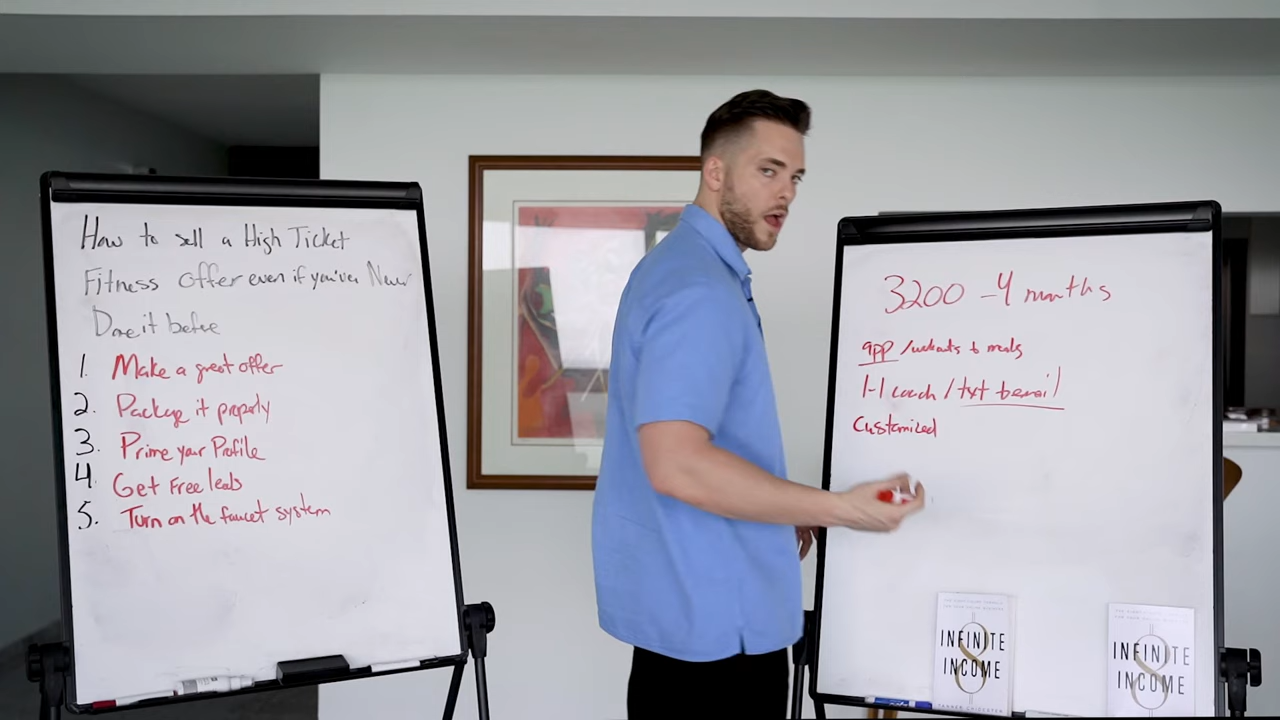 How to sell a High Ticket
Fitness offer even if you've Never
Done it before
1. Make a great offer
2. Package it properly
3. Prime your Profile
4. Get Free leads
5. Turn on the faucet system
3200 - 4 months
app / workouts & meals
1-1 coach / txt & email
Customized
INFINITE
INCOME
INFINITE
INCOME